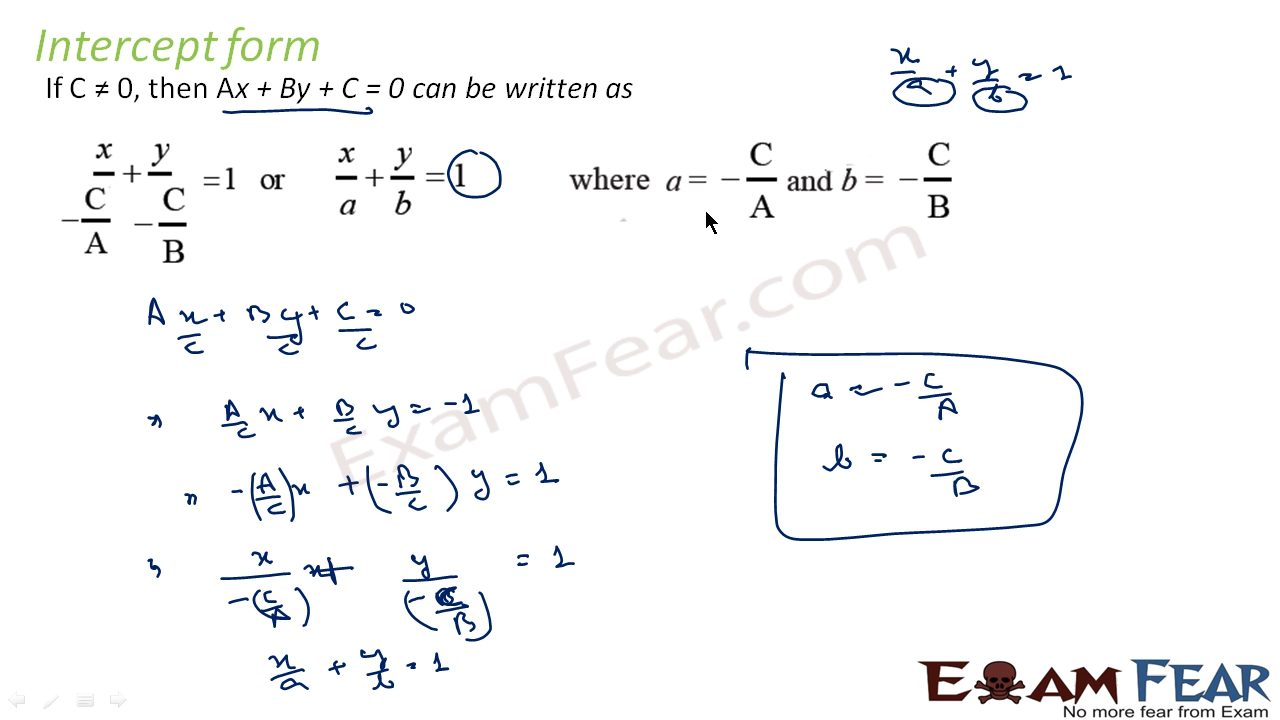 Intercept form
If C ≠ 0, then Ax + By + C = 0 can be written as
x/a + y/b = 1
x/(-C/A) + y/(-C/B) = 1 or x/a + y/b = 1 where a = -C/A and b = -C/B
A x/C + B y/C + C/C = 0
⇒ A/C x + B/C y = -1
⇒ -(A/C)x + (-B/C) y = 1
⇒ x/-(C/A) + y/(-C/B) = 1
x/a + y/b = 1
a = -C/A
b = -C/B
ExamFear.com
EXAM FEAR
No more fear from Exam